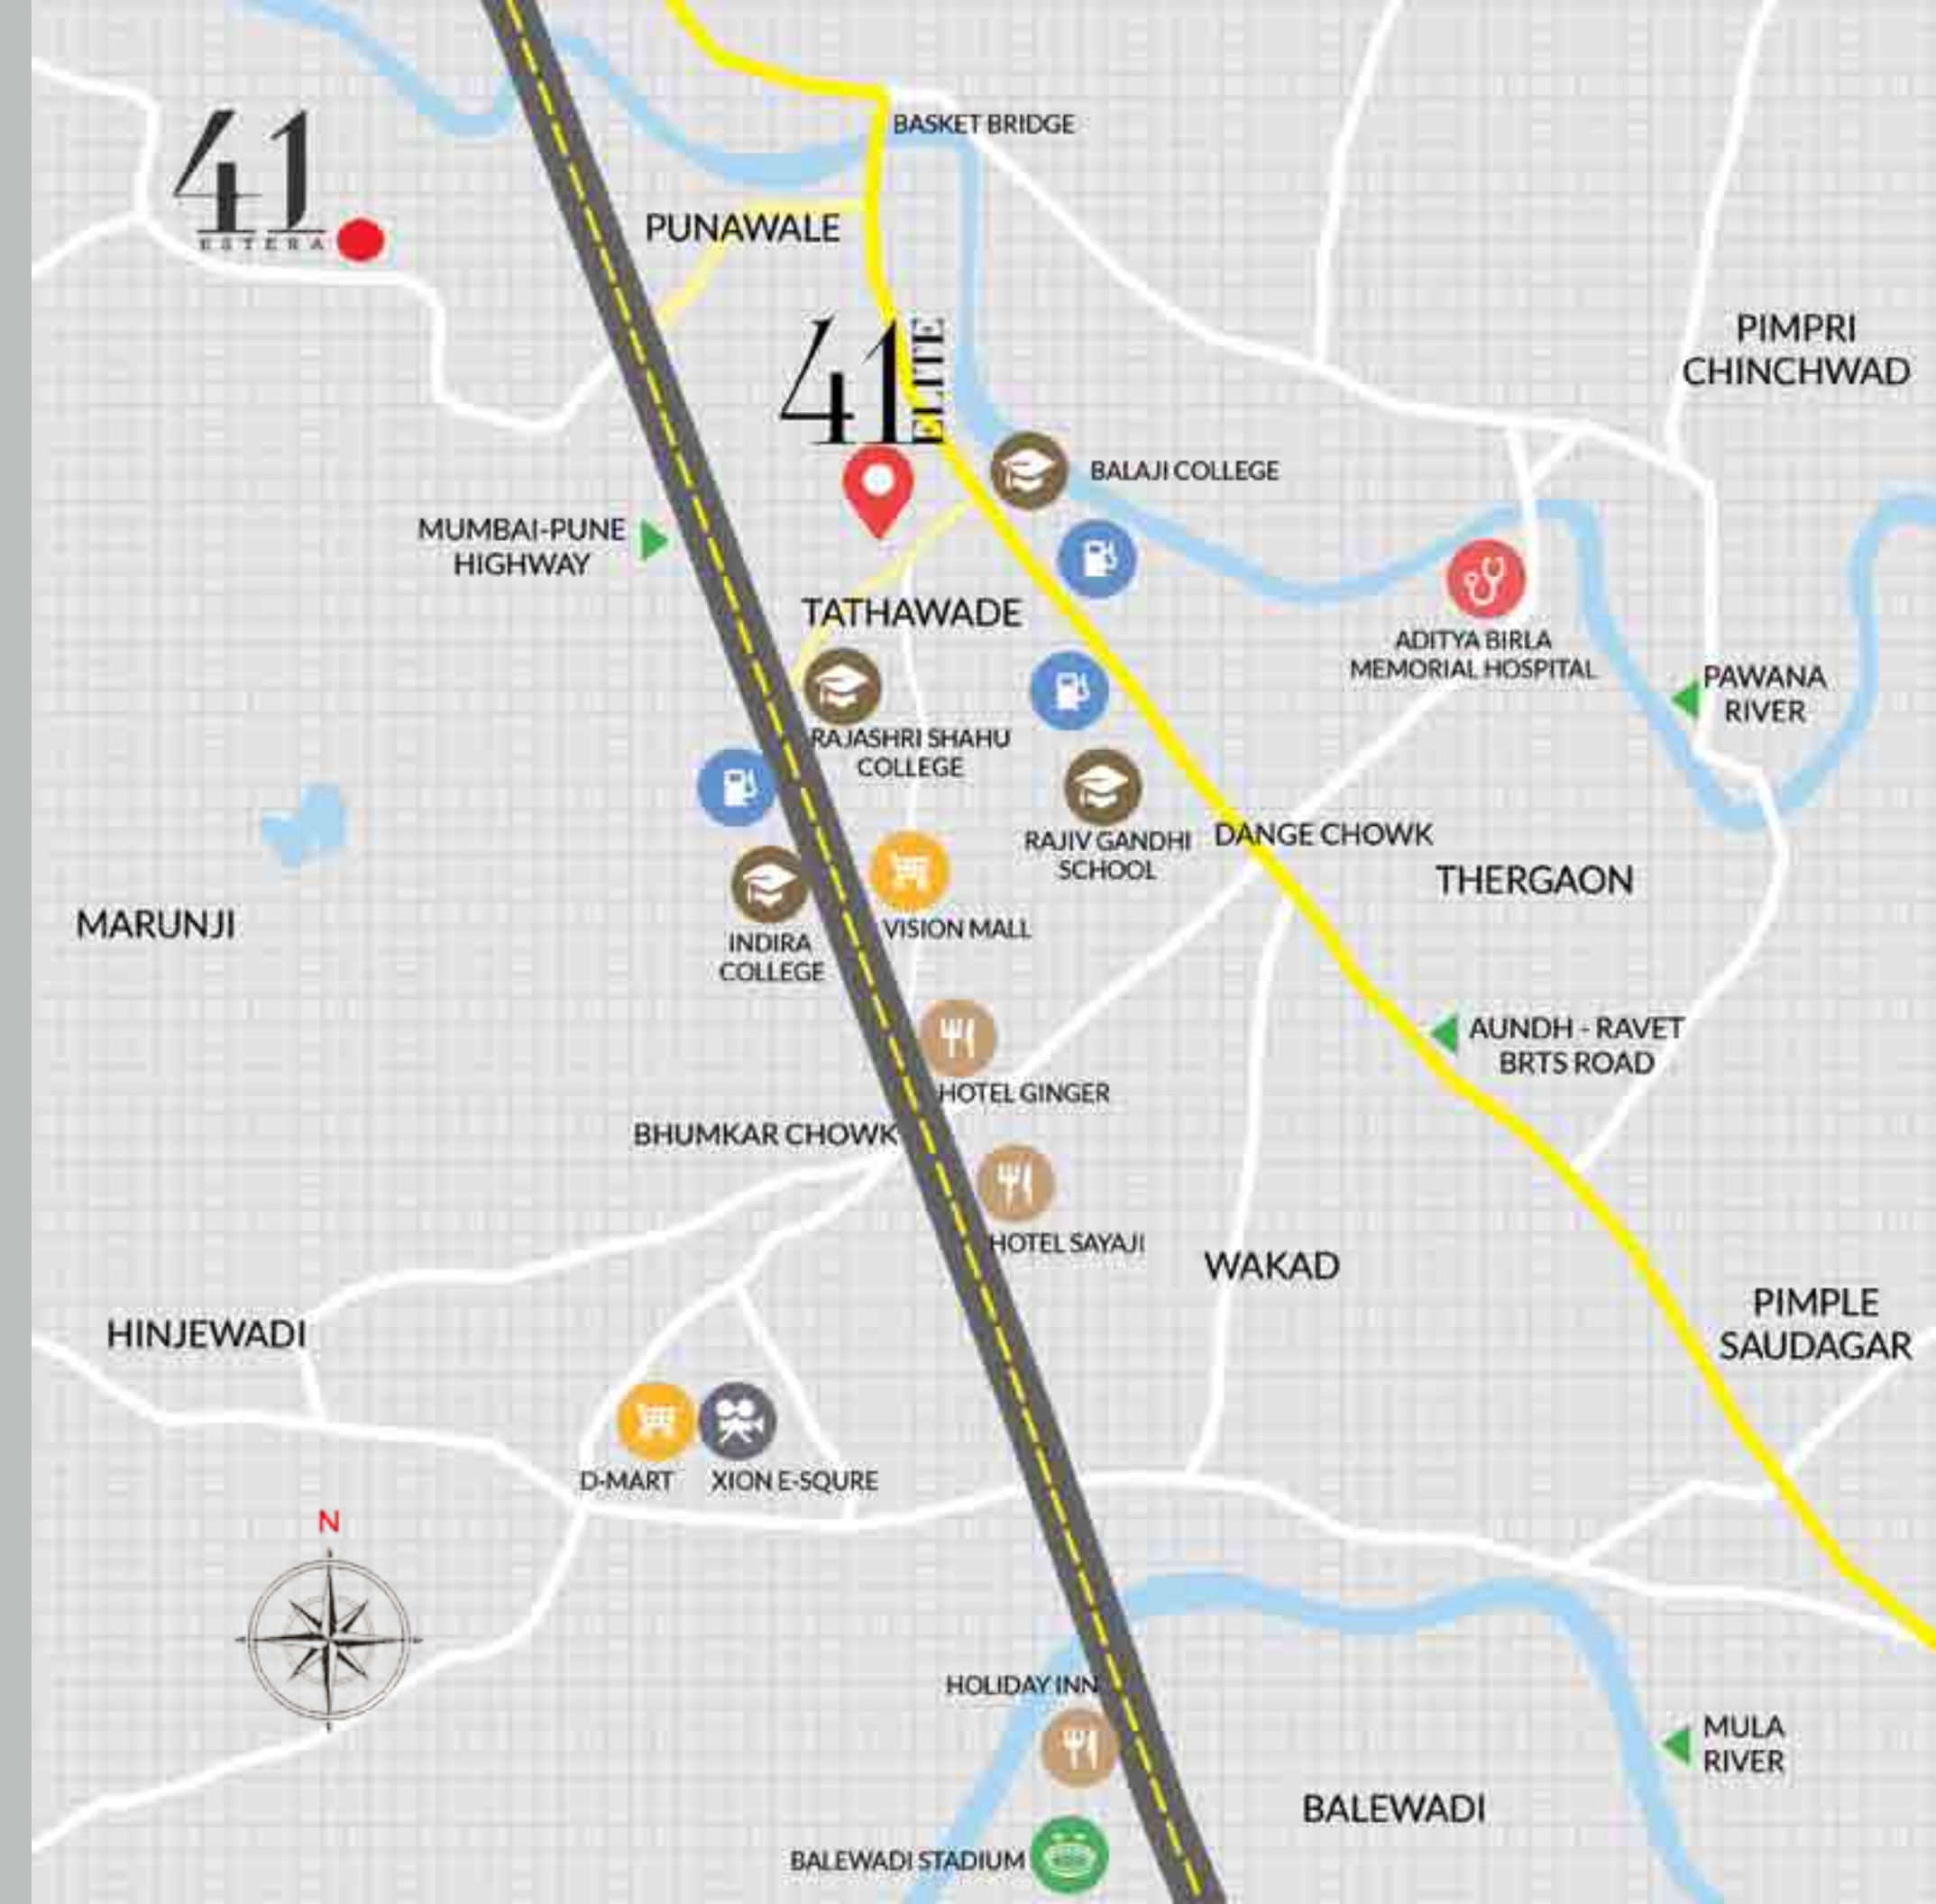 BASKET BRIDGE
41
ESTERA
PUNAWALE
41
ELITE
PIMPRI
CHINCHWAD
BALAJI COLLEGE
MUMBAI-PUNE
HIGHWAY
TATHAWADE
ADITYA BIRLA
MEMORIAL HOSPITAL
PAWANA
RIVER
RAJASHRI SHAHU
COLLEGE
RAJIV GANDHI
SCHOOL
DANGE CHOWK
THERGAON
MARUNJI
INDIRA
COLLEGE
VISION MALL
AUNDH - RAVET
BRTS ROAD
HOTEL GINGER
BHUMKAR CHOWK
HOTEL SAYAJI
WAKAD
HINJEWADI
PIMPLE
SAUDAGAR
D-MART
XION E-SQURE
N
HOLIDAY INN
MULA
RIVER
BALEWADI
BALEWADI STADIUM